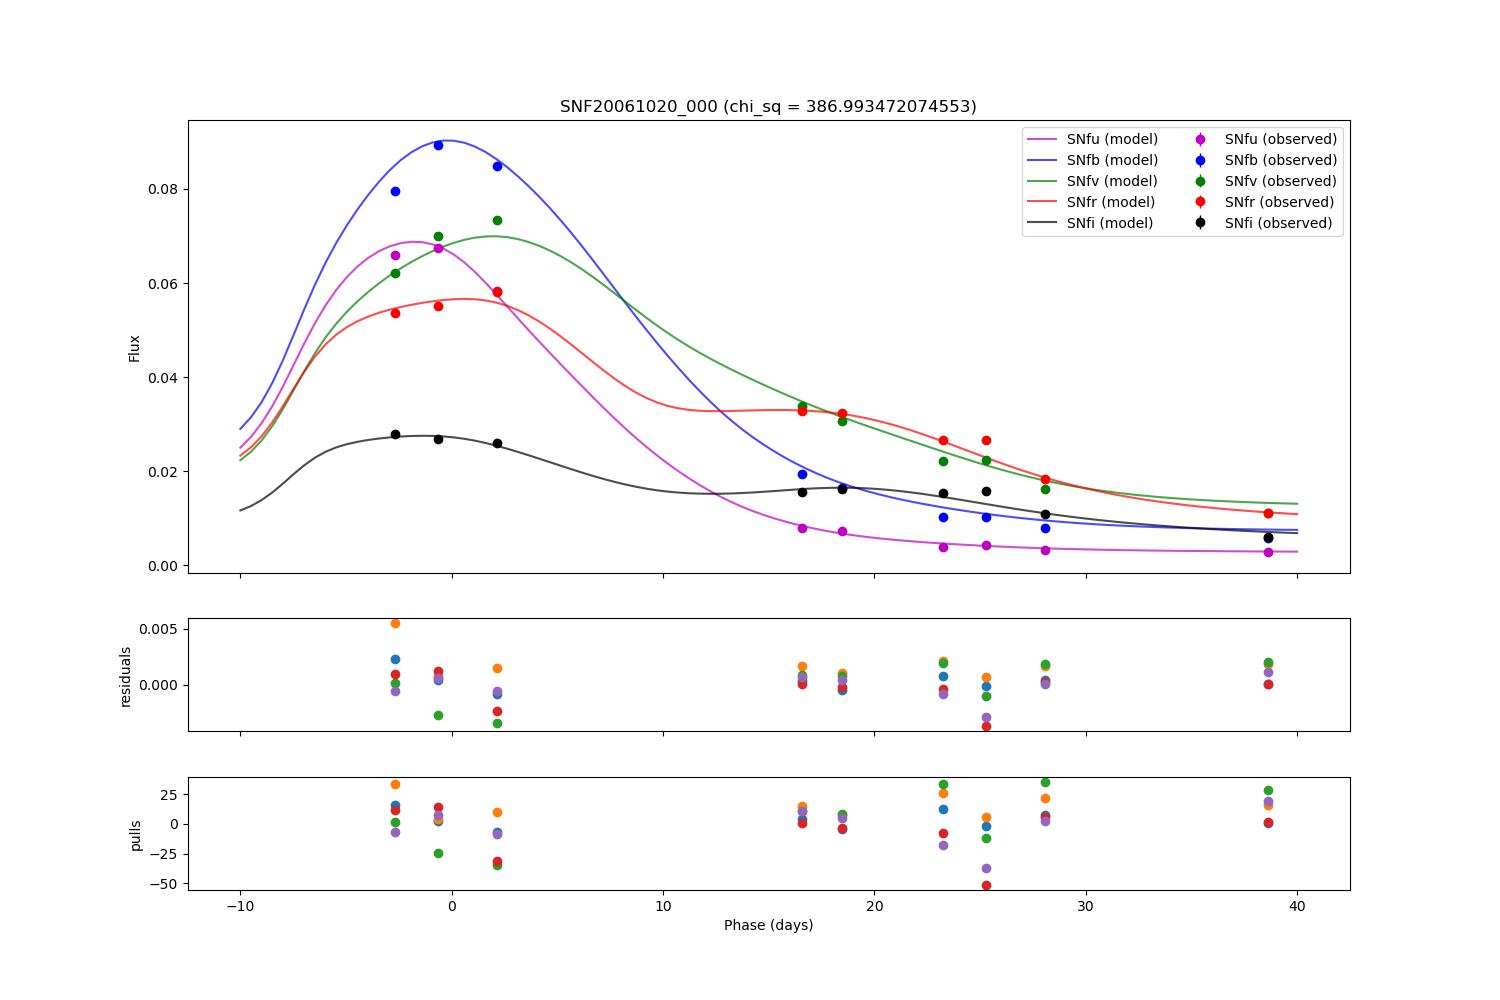 SNF20061020_000 (chi_sq = 386.993472074553)
SNfu (model) SNfu (observed)
SNfb (model) SNfb (observed)
SNfv (model) SNfv (observed)
SNfr (model) SNfr (observed)
SNfi (model) SNfi (observed)
Flux
0.08
0.06
0.04
0.02
0.00
residuals
0.005
0.000
pulls
25
0
−25
−50
−10 0 10 20 30 40
Phase (days)